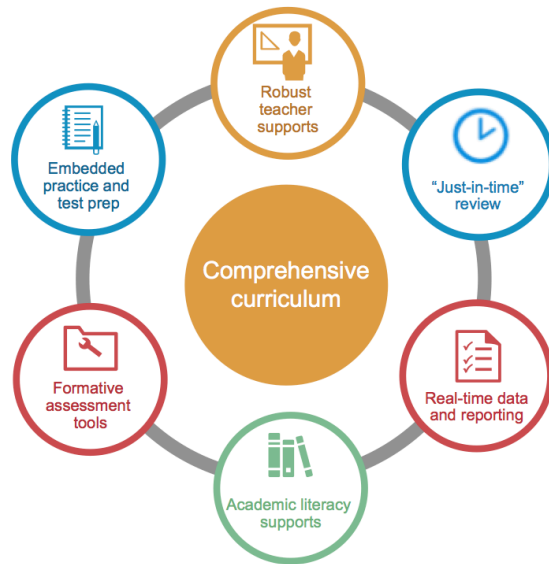 Robust
teacher
supports
“Just-in-time”
review
Real-time data
and reporting
Academic literacy
supports
Formative
assessment
tools
Embedded
practice and
test prep
Comprehensive
curriculum